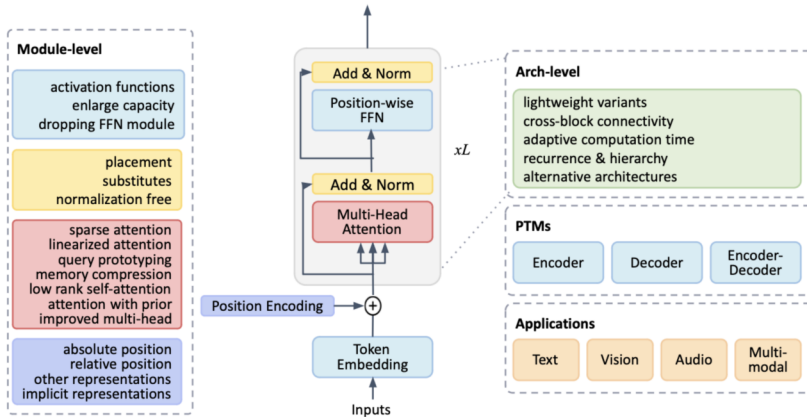 Module-level
activation functions
enlarge capacity
dropping FFN module
placement
substitutes
normalization free
sparse attention
linearized attention
query prototyping
memory compression
low rank self-attention
attention with prior
improved multi-head
absolute position
relative position
other representations
implicit representations
Add & Norm
Position-wise
FFN
Add & Norm
Multi-Head
Attention
xL
Position Encoding
+
Token
Embedding
Inputs
Arch-level
lightweight variants
cross-block connectivity
adaptive computation time
recurrence & hierarchy
alternative architectures
PTMs
Encoder
Decoder
Encoder-
Decoder
Applications
Text
Vision
Audio
Multi-
modal